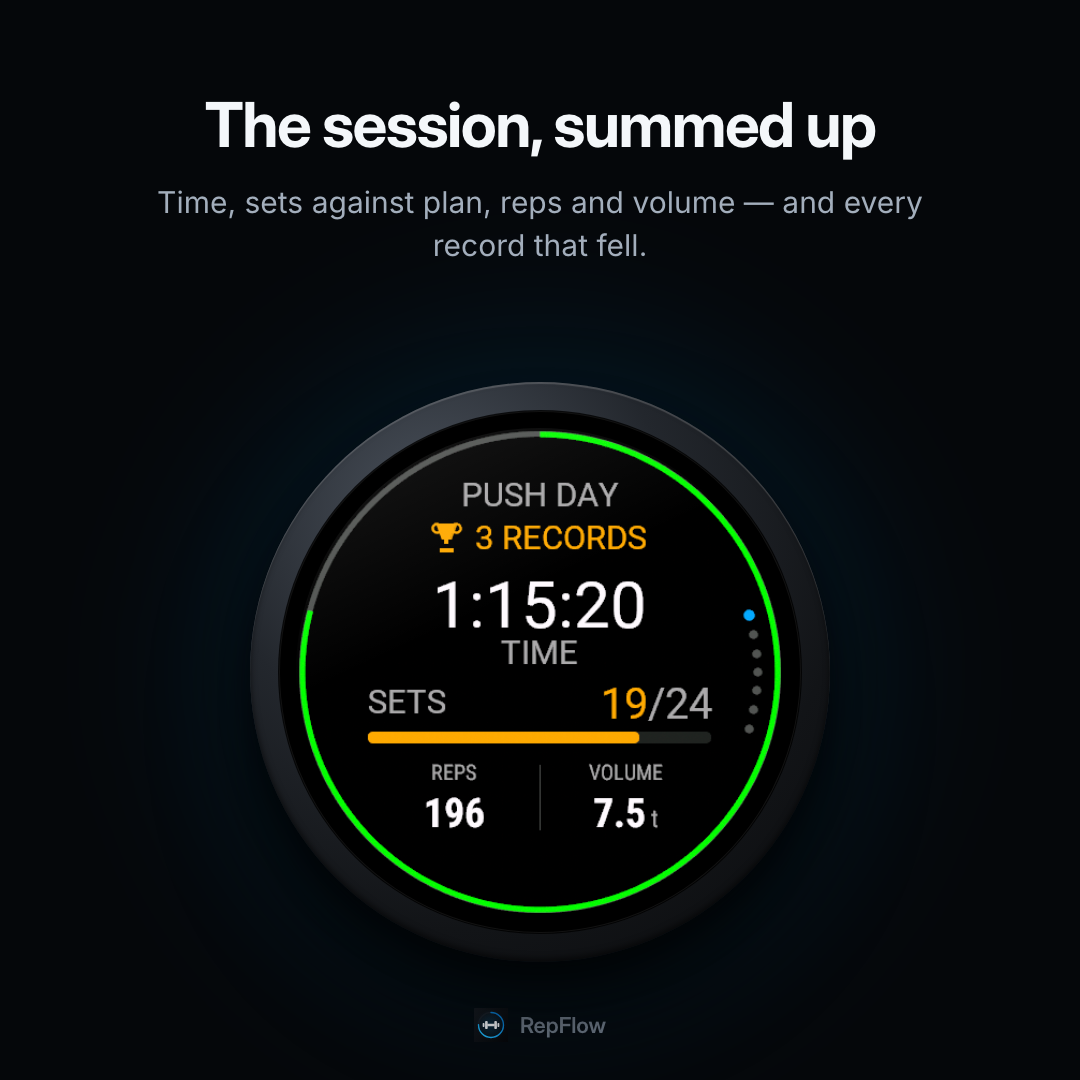 The session, summed up
Time, sets against plan, reps and volume — and every
record that fell.
PUSH DAY
3 RECORDS
1:15:20
TIME
SETS 19/24
REPS VOLUME
196 7.5 t
RepFlow